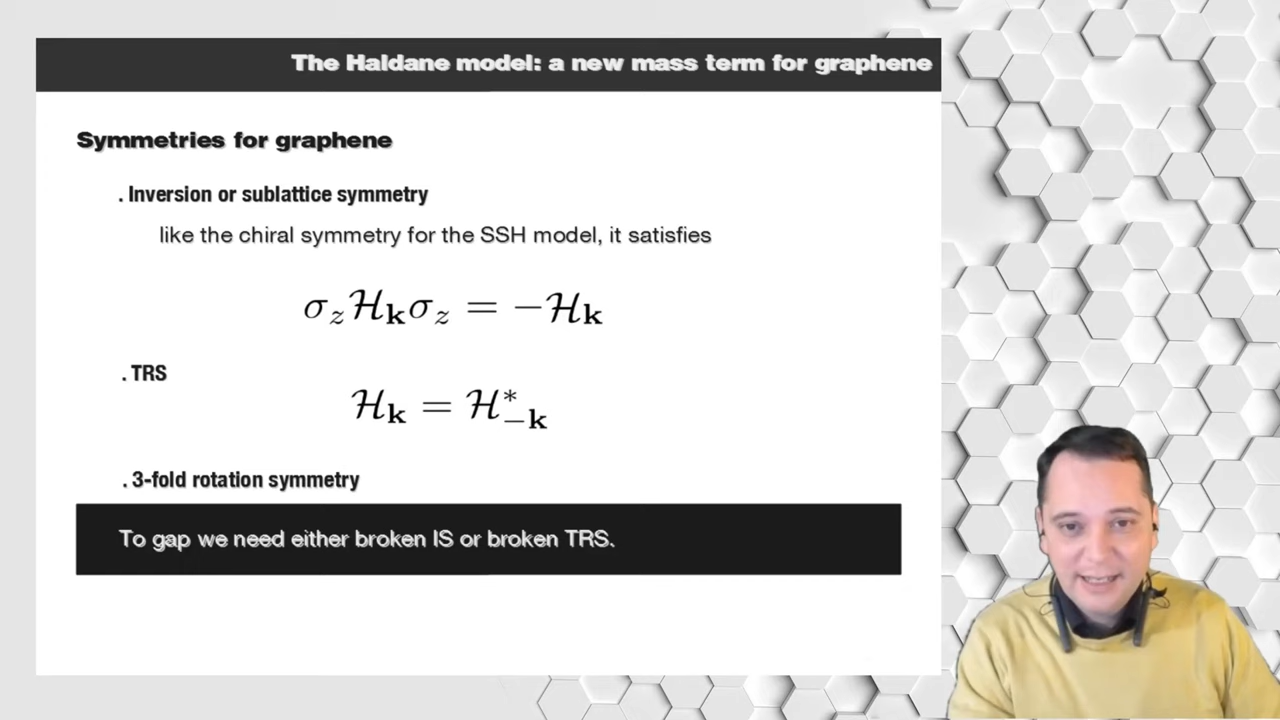 The Haldane model: a new mass term for graphene
Symmetries for graphene
. Inversion or sublattice symmetry
like the chiral symmetry for the SSH model, it satisfies
σ_z ℋ_𝐤 σ_z = −ℋ_𝐤
. TRS
ℋ_𝐤 = ℋ*_−𝐤
. 3-fold rotation symmetry
To gap we need either broken IS or broken TRS.